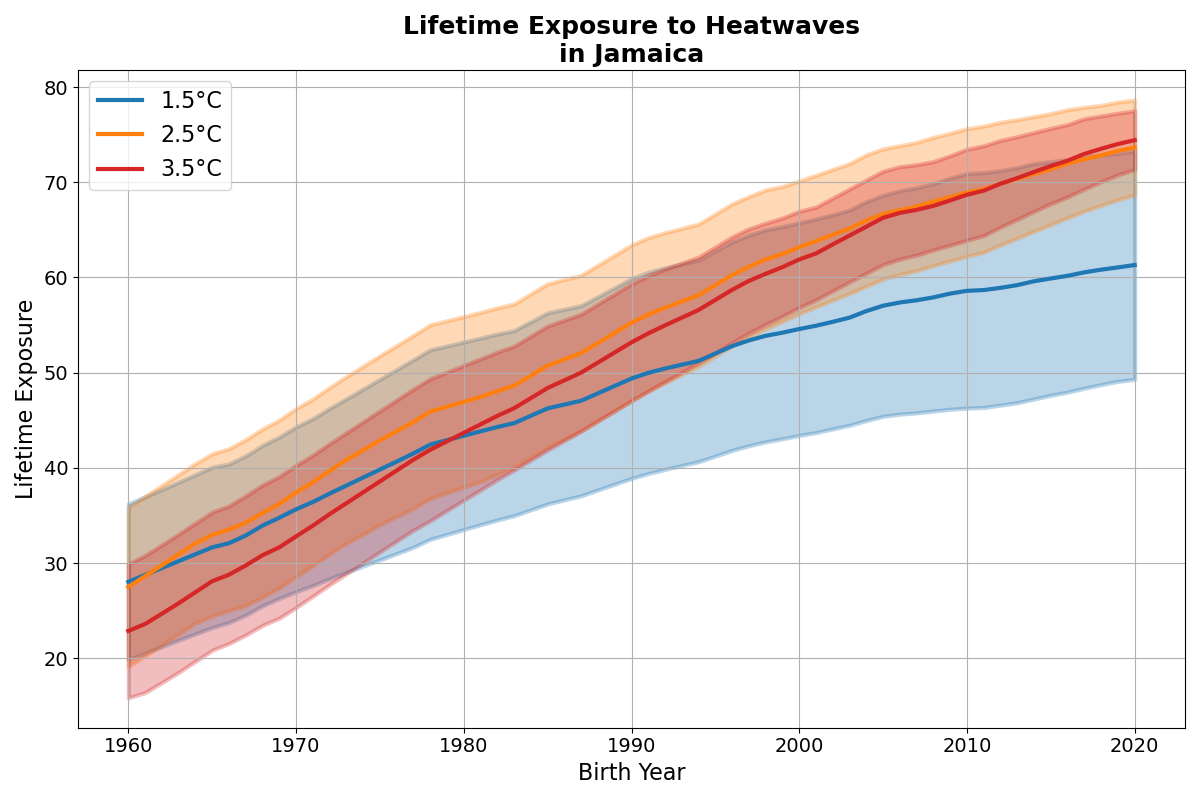 Lifetime Exposure to Heatwaves
in Jamaica
1.5°C
2.5°C
3.5°C
Lifetime Exposure
80
70
60
50
40
30
20
1960 1970 1980 1990 2000 2010 2020
Birth Year